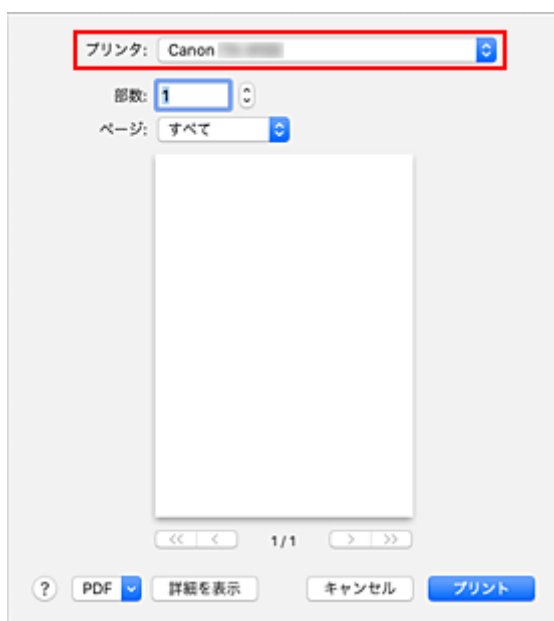 プリンタ: Canon
部数: 1
ページ: すべて
<< < 1/1 > >>
? PDF 詳細を表示 キャンセル プリント